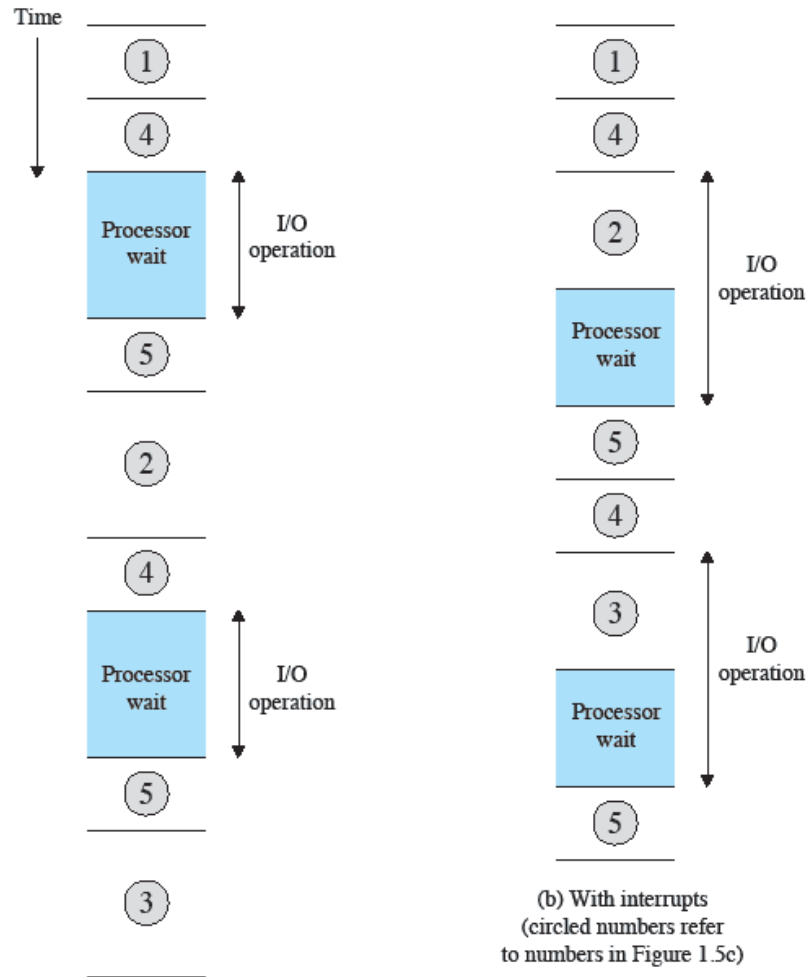 Time
1
4
Processor
wait
I/O
operation
5
2
4
Processor
wait
I/O
operation
5
3
1
4
2
I/O
operation
Processor
wait
5
4
3
I/O
operation
Processor
wait
5
(b) With interrupts
(circled numbers refer
to numbers in Figure 1.5c)